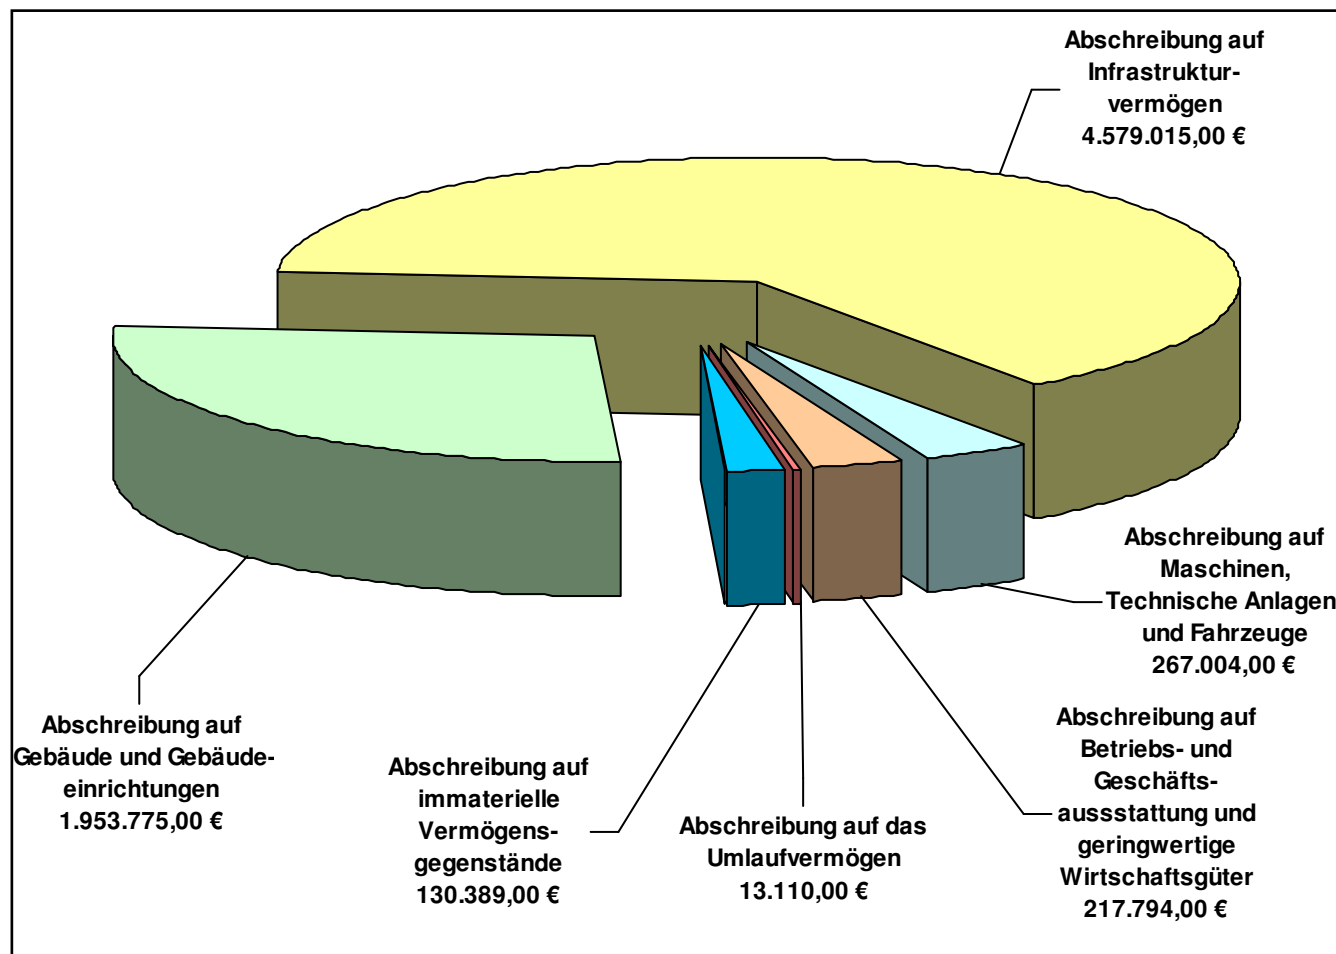 Abschreibung auf
Infrastruktur-
vermögen
4.579.015,00 €
Abschreibung auf
Maschinen,
Technische Anlagen
und Fahrzeuge
267.004,00 €
Abschreibung auf
Betriebs- und
Geschäfts-
aussstattung und
geringwertige
Wirtschaftsgüter
217.794,00 €
Abschreibung auf das
Umlaufvermögen
13.110,00 €
Abschreibung auf
immaterielle
Vermögens-
gegenstände
130.389,00 €
Abschreibung auf
Gebäude und Gebäude-
einrichtungen
1.953.775,00 €